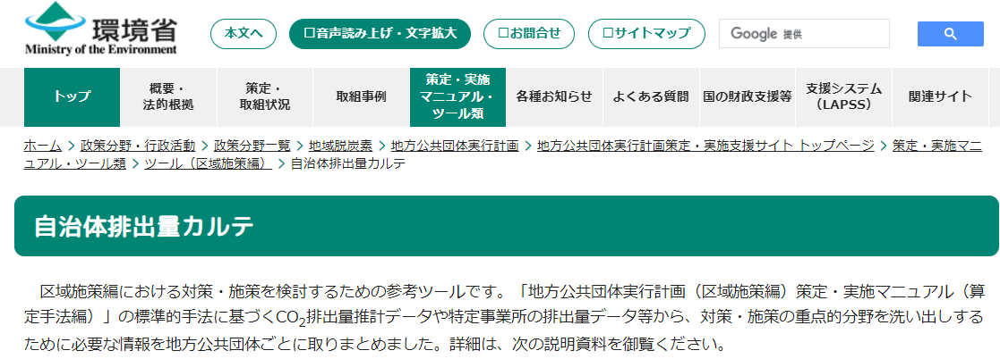 環境省
Ministry of the Environment
本文へ
□音声読み上げ・文字拡大
□お問合せ
□サイトマップ
Google 提供
トップ
概要・
法的根拠
策定・
取組状況
取組事例
策定・実施
マニュアル・
ツール類
各種お知らせ
よくある質問
国の財政支援等
支援システム
（LAPSS）
関連サイト
ホーム > 政策分野・行政活動 > 政策分野一覧 > 地域脱炭素 > 地方公共団体実行計画 > 地方公共団体実行計画策定・実施支援サイト トップページ > 策定・実施マニ
ュアル・ツール類 > ツール（区域施策編） > 自治体排出量カルテ
自治体排出量カルテ
区域施策編における対策・施策を検討するための参考ツールです。「地方公共団体実行計画（区域施策編）策定・実施マニュアル（算
定手法編）」の標準的手法に基づくCO2排出量推計データや特定事業所の排出量データ等から、対策・施策の重点的分野を洗い出しする
ために必要な情報を地方公共団体ごとに取りまとめました。詳細は、次の説明資料を御覧ください。